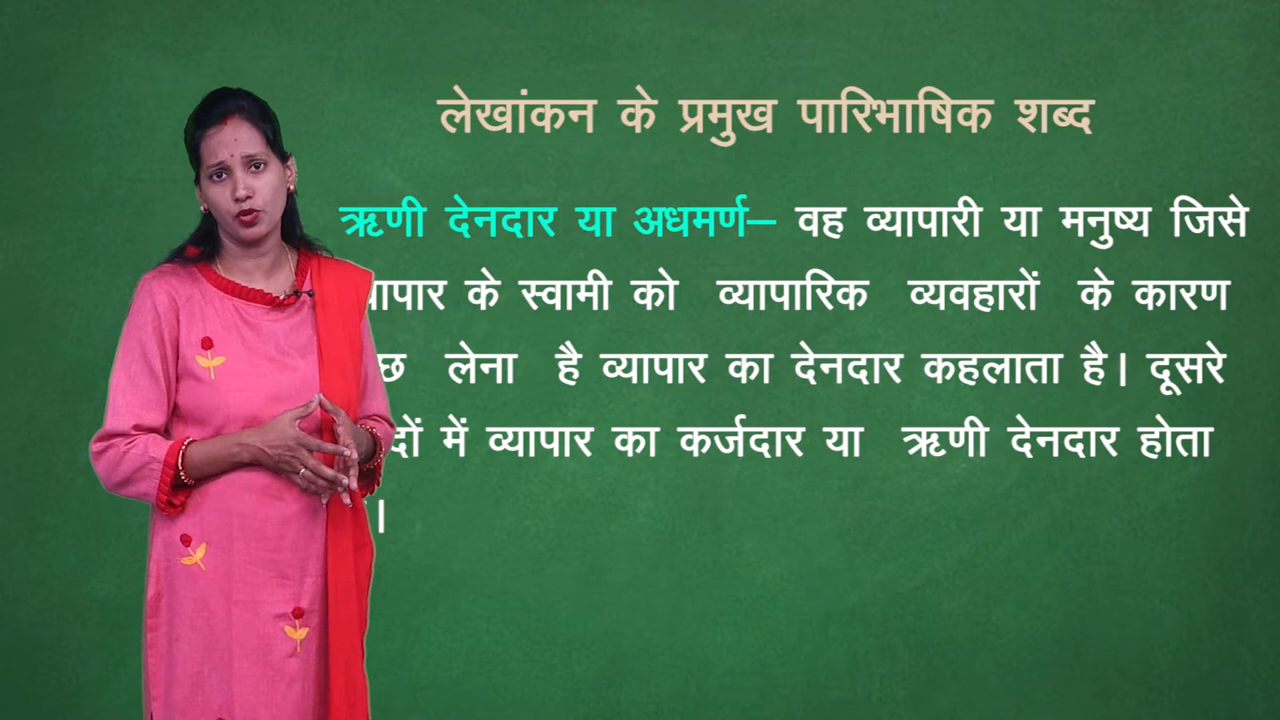 लेखांकन के प्रमुख पारिभाषिक शब्द
ऋणी देनदार या अधमर्ण– वह व्यापारी या मनुष्य जिसे
के स्वामी को व्यापारिक व्यवहारों के कारण
लेना है व्यापार का देनदार कहलाता है। दूसरे
में व्यापार का कर्जदार या ऋणी देनदार होता